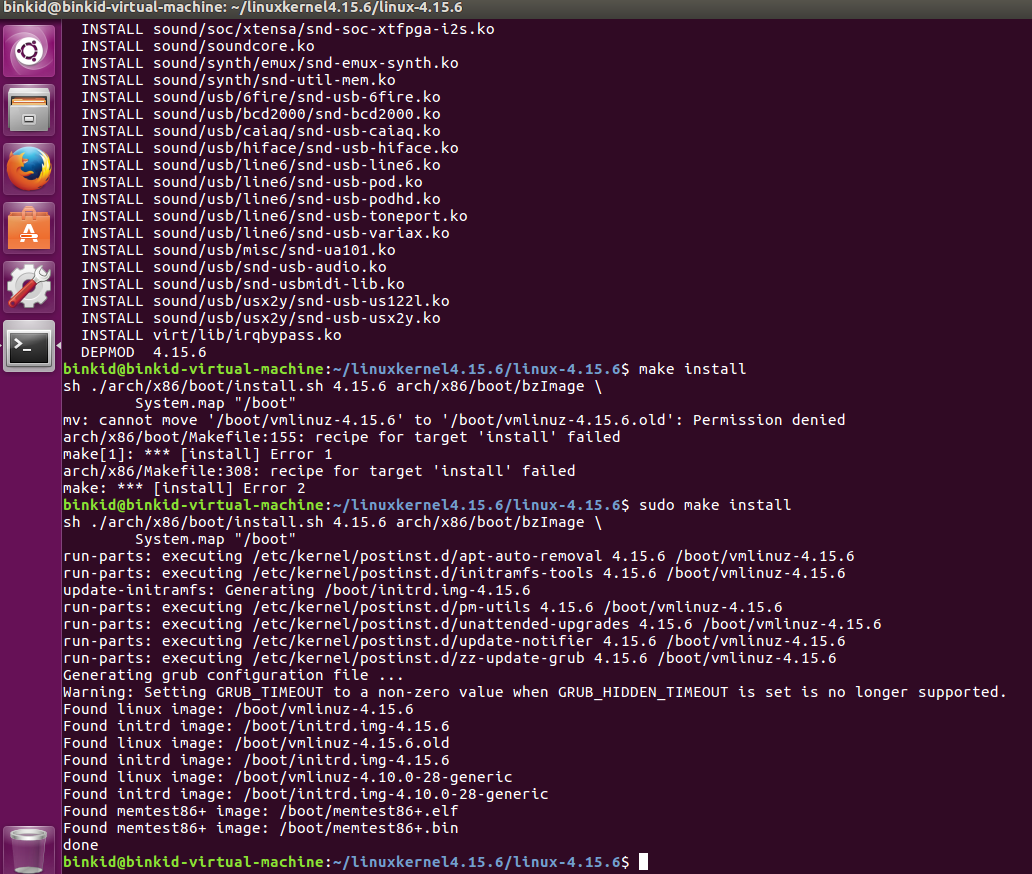 binkid@binkid-virtual-machine: ~/linuxkernel4.15.6/linux-4.15.6
INSTALL sound/soc/xtensa/snd-soc-xtfpga-i2s.ko
INSTALL sound/soundcore.ko
INSTALL sound/synth/emux/snd-emux-synth.ko
INSTALL sound/synth/snd-util-mem.ko
INSTALL sound/usb/6fire/snd-usb-6fire.ko
INSTALL sound/usb/bcd2000/snd-bcd2000.ko
INSTALL sound/usb/caiaq/snd-usb-caiaq.ko
INSTALL sound/usb/hiface/snd-usb-hiface.ko
INSTALL sound/usb/line6/snd-usb-line6.ko
INSTALL sound/usb/line6/snd-usb-pod.ko
INSTALL sound/usb/line6/snd-usb-podhd.ko
INSTALL sound/usb/line6/snd-usb-toneport.ko
INSTALL sound/usb/line6/snd-usb-variax.ko
INSTALL sound/usb/misc/snd-ua101.ko
INSTALL sound/usb/snd-usb-audio.ko
INSTALL sound/usb/snd-usbmidi-lib.ko
INSTALL sound/usb/usx2y/snd-usb-us122l.ko
INSTALL sound/usb/usx2y/snd-usb-usx2y.ko
INSTALL virt/lib/irqbypass.ko
DEPMOD  4.15.6
binkid@binkid-virtual-machine:~/linuxkernel4.15.6/linux-4.15.6$ make install
sh ./arch/x86/boot/install.sh 4.15.6 arch/x86/boot/bzImage \
System.map "/boot"
mv: cannot move '/boot/vmlinuz-4.15.6' to '/boot/vmlinuz-4.15.6.old': Permission denied
arch/x86/boot/Makefile:155: recipe for target 'install' failed
make[1]: *** [install] Error 1
arch/x86/Makefile:308: recipe for target 'install' failed
make: *** [install] Error 2
binkid@binkid-virtual-machine:~/linuxkernel4.15.6/linux-4.15.6$ sudo make install
sh ./arch/x86/boot/install.sh 4.15.6 arch/x86/boot/bzImage \
System.map "/boot"
run-parts: executing /etc/kernel/postinst.d/apt-auto-removal 4.15.6 /boot/vmlinuz-4.15.6
run-parts: executing /etc/kernel/postinst.d/initramfs-tools 4.15.6 /boot/vmlinuz-4.15.6
update-initramfs: Generating /boot/initrd.img-4.15.6
run-parts: executing /etc/kernel/postinst.d/pm-utils 4.15.6 /boot/vmlinuz-4.15.6
run-parts: executing /etc/kernel/postinst.d/unattended-upgrades 4.15.6 /boot/vmlinuz-4.15.6
run-parts: executing /etc/kernel/postinst.d/update-notifier 4.15.6 /boot/vmlinuz-4.15.6
run-parts: executing /etc/kernel/postinst.d/zz-update-grub 4.15.6 /boot/vmlinuz-4.15.6
Generating grub configuration file ...
Warning: Setting GRUB_TIMEOUT to a non-zero value when GRUB_HIDDEN_TIMEOUT is set is no longer supported.
Found linux image: /boot/vmlinuz-4.15.6
Found initrd image: /boot/initrd.img-4.15.6
Found linux image: /boot/vmlinuz-4.15.6.old
Found initrd image: /boot/initrd.img-4.15.6
Found linux image: /boot/vmlinuz-4.10.0-28-generic
Found initrd image: /boot/initrd.img-4.10.0-28-generic
Found memtest86+ image: /boot/memtest86+.elf
Found memtest86+ image: /boot/memtest86+.bin
done
binkid@binkid-virtual-machine:~/linuxkernel4.15.6/linux-4.15.6$